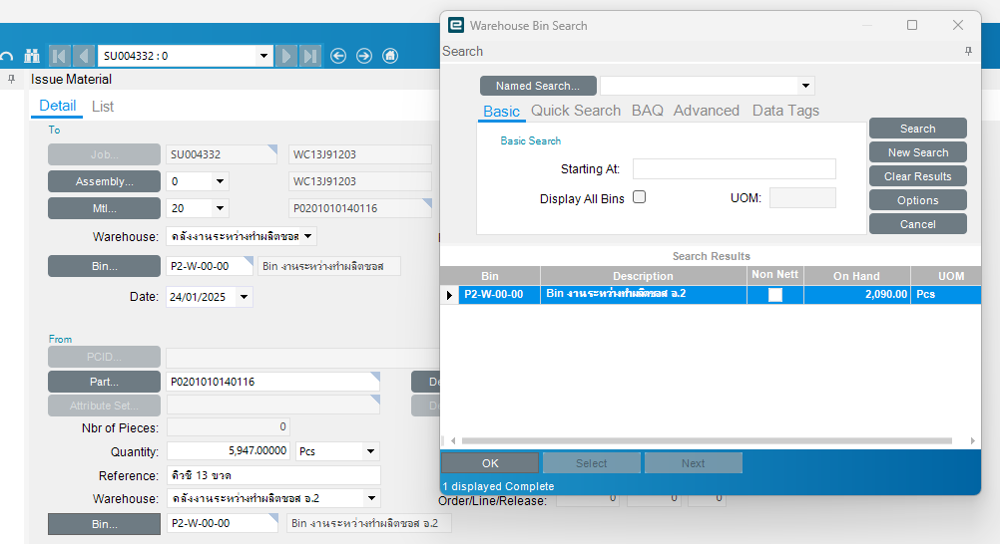 Warehouse Bin Search
Search
Named Search...
Basic Quick Search BAQ Advanced Data Tags
Basic Search
Starting At:
Display All Bins
UOM:
Search
New Search
Clear Results
Options
Cancel
Search Results
Bin Description Non Nett On Hand UOM
P2-W-00-00 Bin งานระหว่างทำผลิตซอส อ.2 2,090.00 Pcs
OK Select Next
1 displayed Complete
SU004332 : 0
Issue Material
Detail List
To
Job... SU004332 WC13J91203
Assembly... 0 WC13J91203
Mtl... 20 P0201010140116
Warehouse: คลังงานระหว่างทำผลิตซอส
Bin... P2-W-00-00 Bin งานระหว่างทำผลิตซอส
Date: 24/01/2025
From
PCID...
Part... P0201010140116
Attribute Set...
Nbr of Pieces: 0
Quantity: 5,947.00000 Pcs
Reference: คิวซี 13 ขวด
Warehouse: คลังงานระหว่างทำผลิตซอส อ.2
Order/Line/Release: 0 0 0
Bin... P2-W-00-00 Bin งานระหว่างทำผลิตซอส อ.2